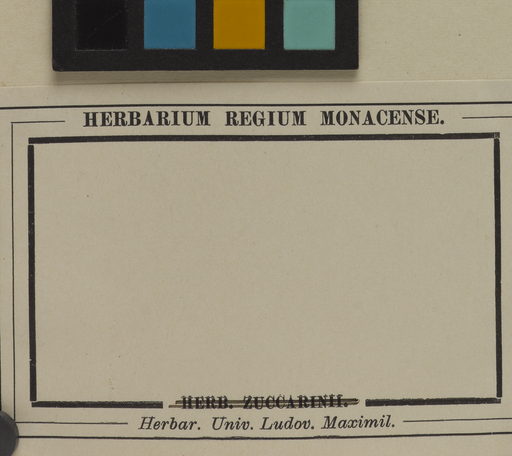 HERBARIUM REGIUM MONACENSE.
HERB. ZUCCARINII.
Herbar. Univ. Ludov. Maximil.